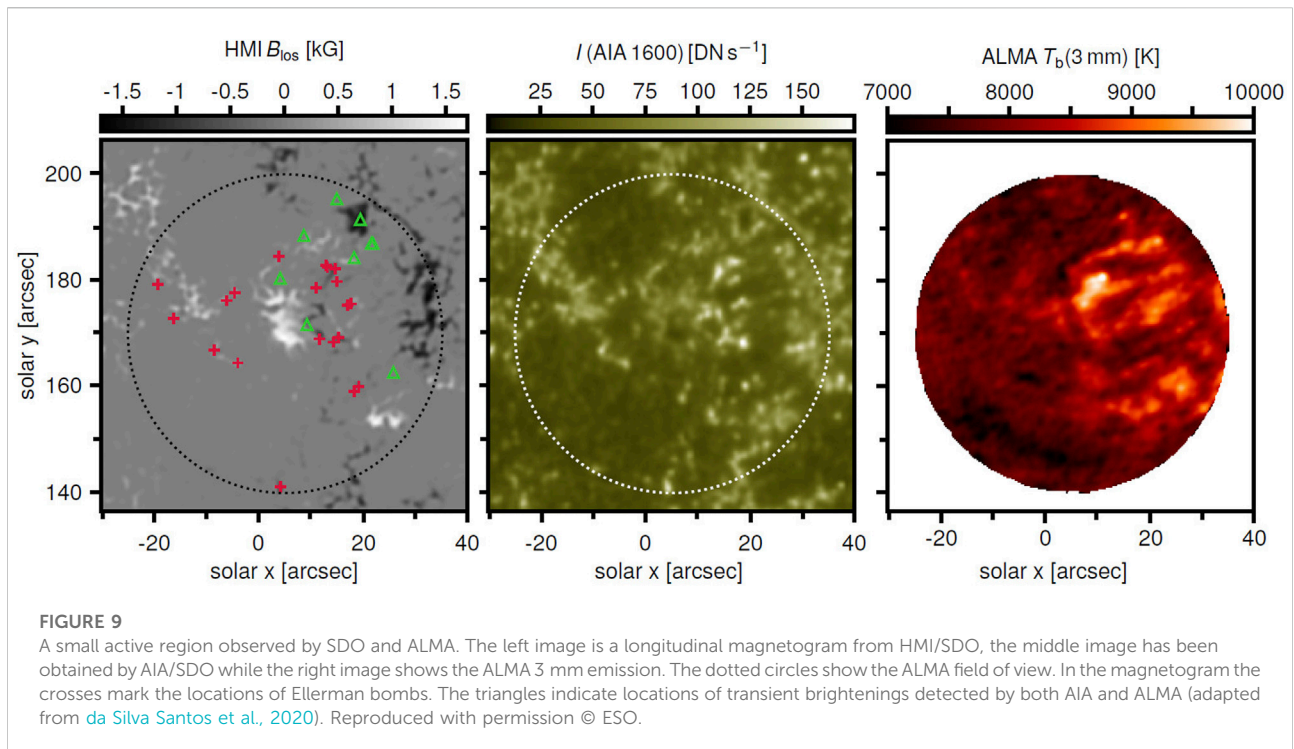 HMI B_los [kG]
-1.5 -1 -0.5 0 0.5 1 1.5
I (AIA 1600) [DN s⁻¹]
25 50 75 100 125 150
ALMA T_b(3 mm) [K]
7000 8000 9000 10000
solar y [arcsec]
200
180
160
140
-20 0 20 40
solar x [arcsec]
-20 0 20 40
solar x [arcsec]
-20 0 20 40
solar x [arcsec]
FIGURE 9
A small active region observed by SDO and ALMA. The left image is a longitudinal magnetogram from HMI/SDO, the middle image has been
obtained by AIA/SDO while the right image shows the ALMA 3 mm emission. The dotted circles show the ALMA field of view. In the magnetogram the
crosses mark the locations of Ellerman bombs. The triangles indicate locations of transient brightenings detected by both AIA and ALMA (adapted
from da Silva Santos et al., 2020). Reproduced with permission © ESO.